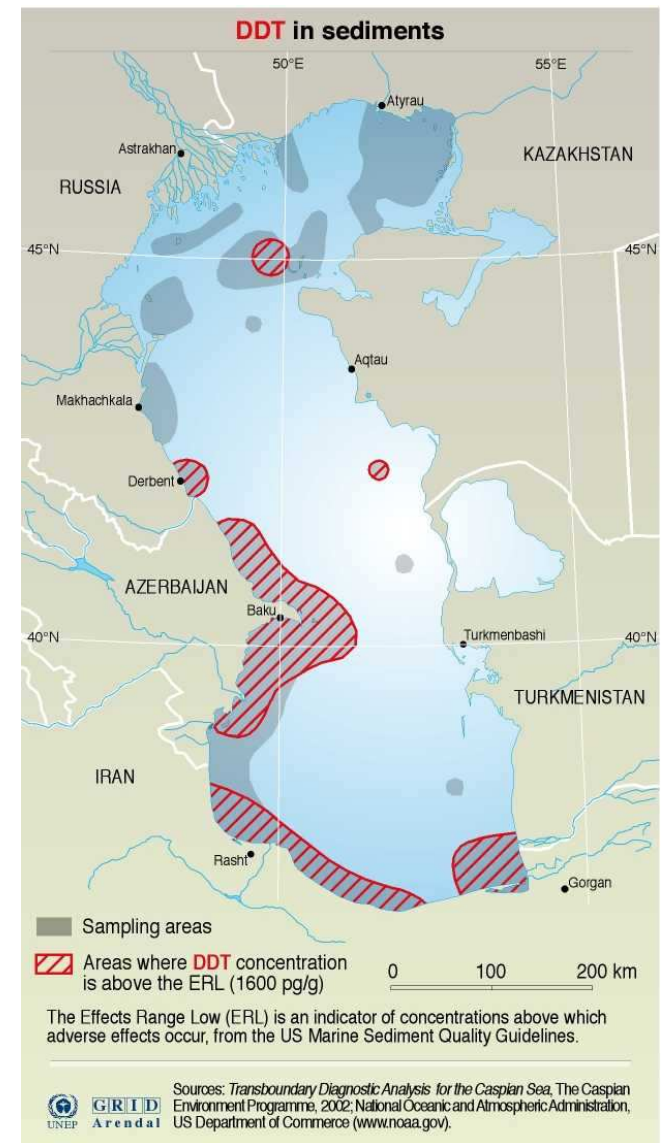 DDT in sediments
50°E
55°E
Atyrau
Astrakhan
KAZAKHSTAN
RUSSIA
45°N
45°N
Aqtau
Makhachkala
Derbent
AZERBAIJAN
Baku
40°N
Turkmenbashi
40°N
TURKMENISTAN
IRAN
Rasht
Gorgan
Sampling areas
Areas where DDT concentration
is above the ERL (1600 pg/g)
0 100 200 km
The Effects Range Low (ERL) is an indicator of concentrations above which
adverse effects occur, from the US Marine Sediment Quality Guidelines.
UNEP
GRID
Arendal
Sources: Transboundary Diagnostic Analysis for the Caspian Sea, The Caspian
Environment Programme, 2002; National Oceanic and Atmospheric Administration,
US Department of Commerce (www.noaa.gov).